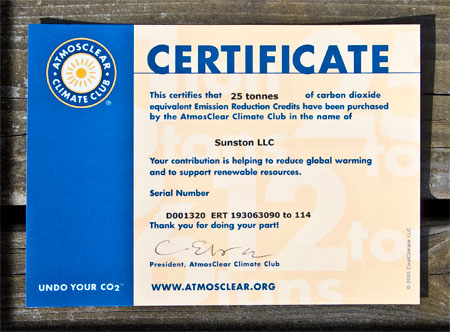 · ATMOSCLEAR · CLIMATE CLUB
®
CERTIFICATE
This certifies that 25 tonnes of carbon dioxide
equivalent Emission Reduction Credits have been purchased
by the AtmosClear Climate Club in the name of
Sunston LLC
Your contribution is helping to reduce global warming
and to support renewable resources.
Serial Number
D001320 ERT 193063090 to 114
Thank you for doing your part!
President, AtmosClear Climate Club
UNDO YOUR CO2™
WWW.ATMOSCLEAR.ORG